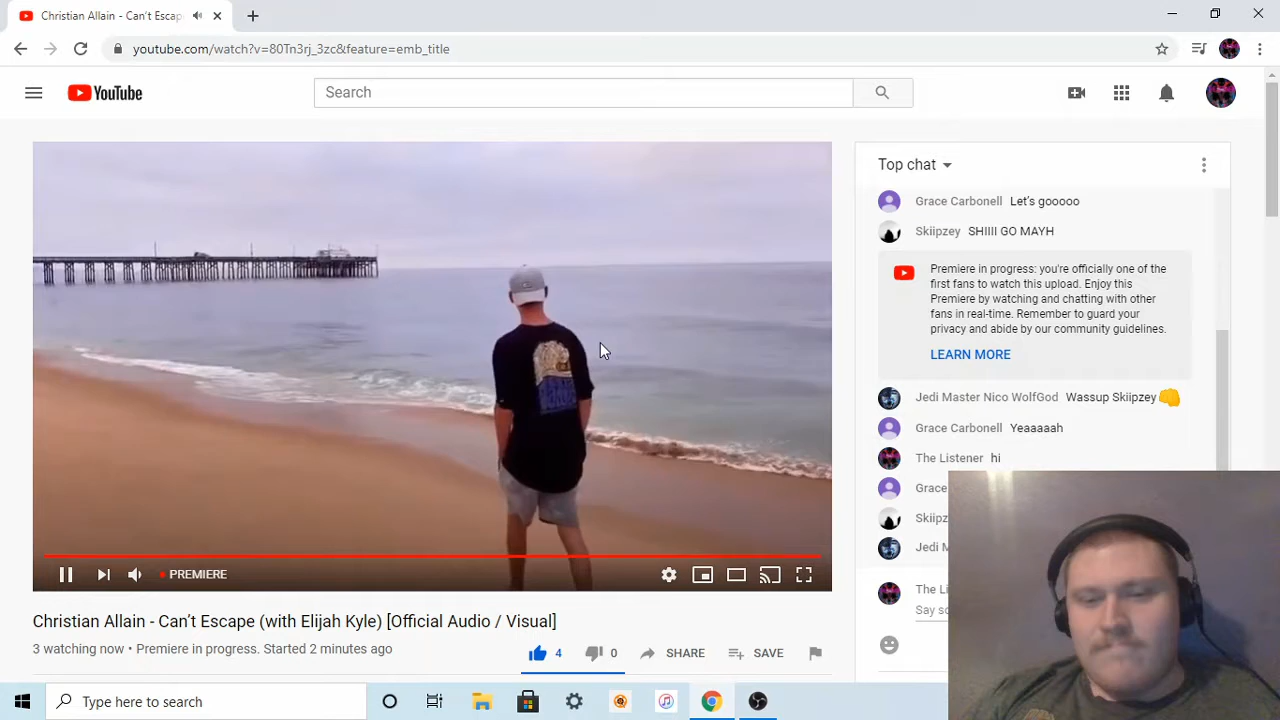 Christian Allain - Can't Escap
youtube.com/watch?v=80Tn3rj_3zc&feature=emb_title
YouTube
Search
Top chat
Grace Carbonell Let's gooooo
Skiipzey SHIIII GO MAYH
Premiere in progress: you're officially one of the
first fans to watch this upload. Enjoy this
Premiere by watching and chatting with other
fans in real-time. Remember to guard your
privacy and abide by our community guidelines.
LEARN MORE
Jedi Master Nico WolfGod Wassup Skiipzey
Grace Carbonell Yeaaaaah
The Listener hi
Grace
Skiipz
Jedi M
The Li
Say so
PREMIERE
Christian Allain - Can't Escape (with Elijah Kyle) [Official Audio / Visual]
3 watching now • Premiere in progress. Started 2 minutes ago
4
0
SHARE
SAVE
Type here to search